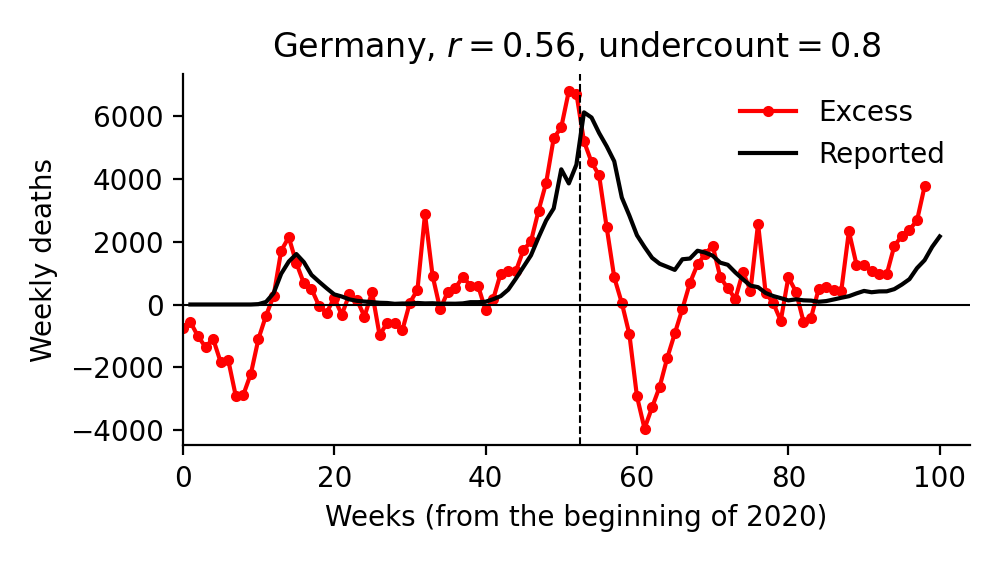 Germany, r = 0.56, undercount = 0.8
Excess
Reported
Weekly deaths
6000
4000
2000
0
−2000
−4000
0 20 40 60 80 100
Weeks (from the beginning of 2020)